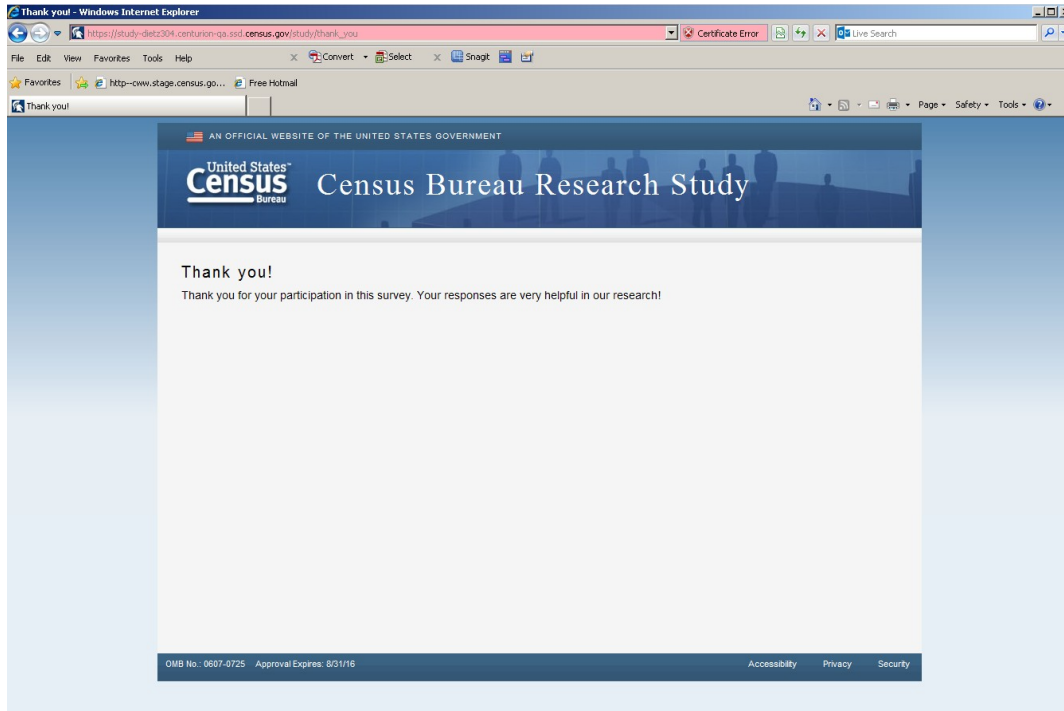 Thank you! - Windows Internet Explorer
https://study-dietz304.centurion-qa.ssd.census.gov/study/thank_you
Certificate Error
Live Search
File Edit View Favorites Tools Help
x Convert Select x Snagit
Favorites http--cww.stage.census.go... Free Hotmail
Thank you!
Page Safety Tools
AN OFFICIAL WEBSITE OF THE UNITED STATES GOVERNMENT
United States™
Census
Bureau
Census Bureau Research Study
Thank you!
Thank you for your participation in this survey. Your responses are very helpful in our research!
OMB No.: 0607-0725 Approval Expires: 8/31/16
Accessibility Privacy Security